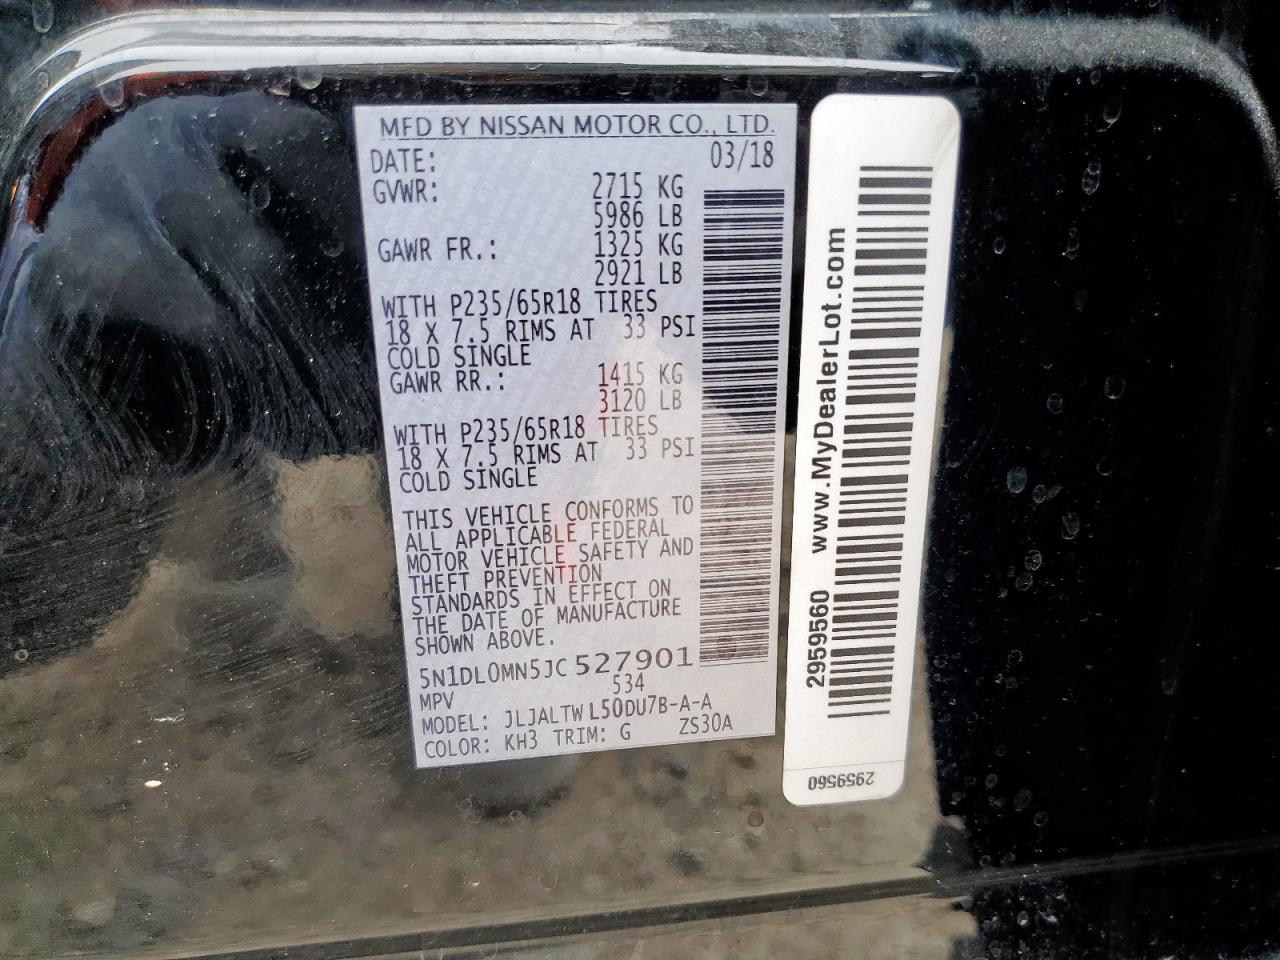 MFD BY NISSAN MOTOR CO., LTD.
DATE: 03/18
GVWR: 2715 KG
5986 LB
GAWR FR.: 1325 KG
2921 LB
WITH P235/65R18 TIRES
18 X 7.5 RIMS AT 33 PSI
COLD SINGLE
GAWR RR.: 1415 KG
3120 LB
WITH P235/65R18 TIRES
18 X 7.5 RIMS AT 33 PSI
COLD SINGLE
THIS VEHICLE CONFORMS TO
ALL APPLICABLE FEDERAL
MOTOR VEHICLE SAFETY AND
THEFT PREVENTION
STANDARDS IN EFFECT ON
THE DATE OF MANUFACTURE
SHOWN ABOVE.
5N1DL0MN5JC527901
MPV 534
MODEL: JLJALTWL50DU7B-A-A
COLOR: KH3 TRIM: G ZS30A
2959560 www.MyDealerLot.com
2959560